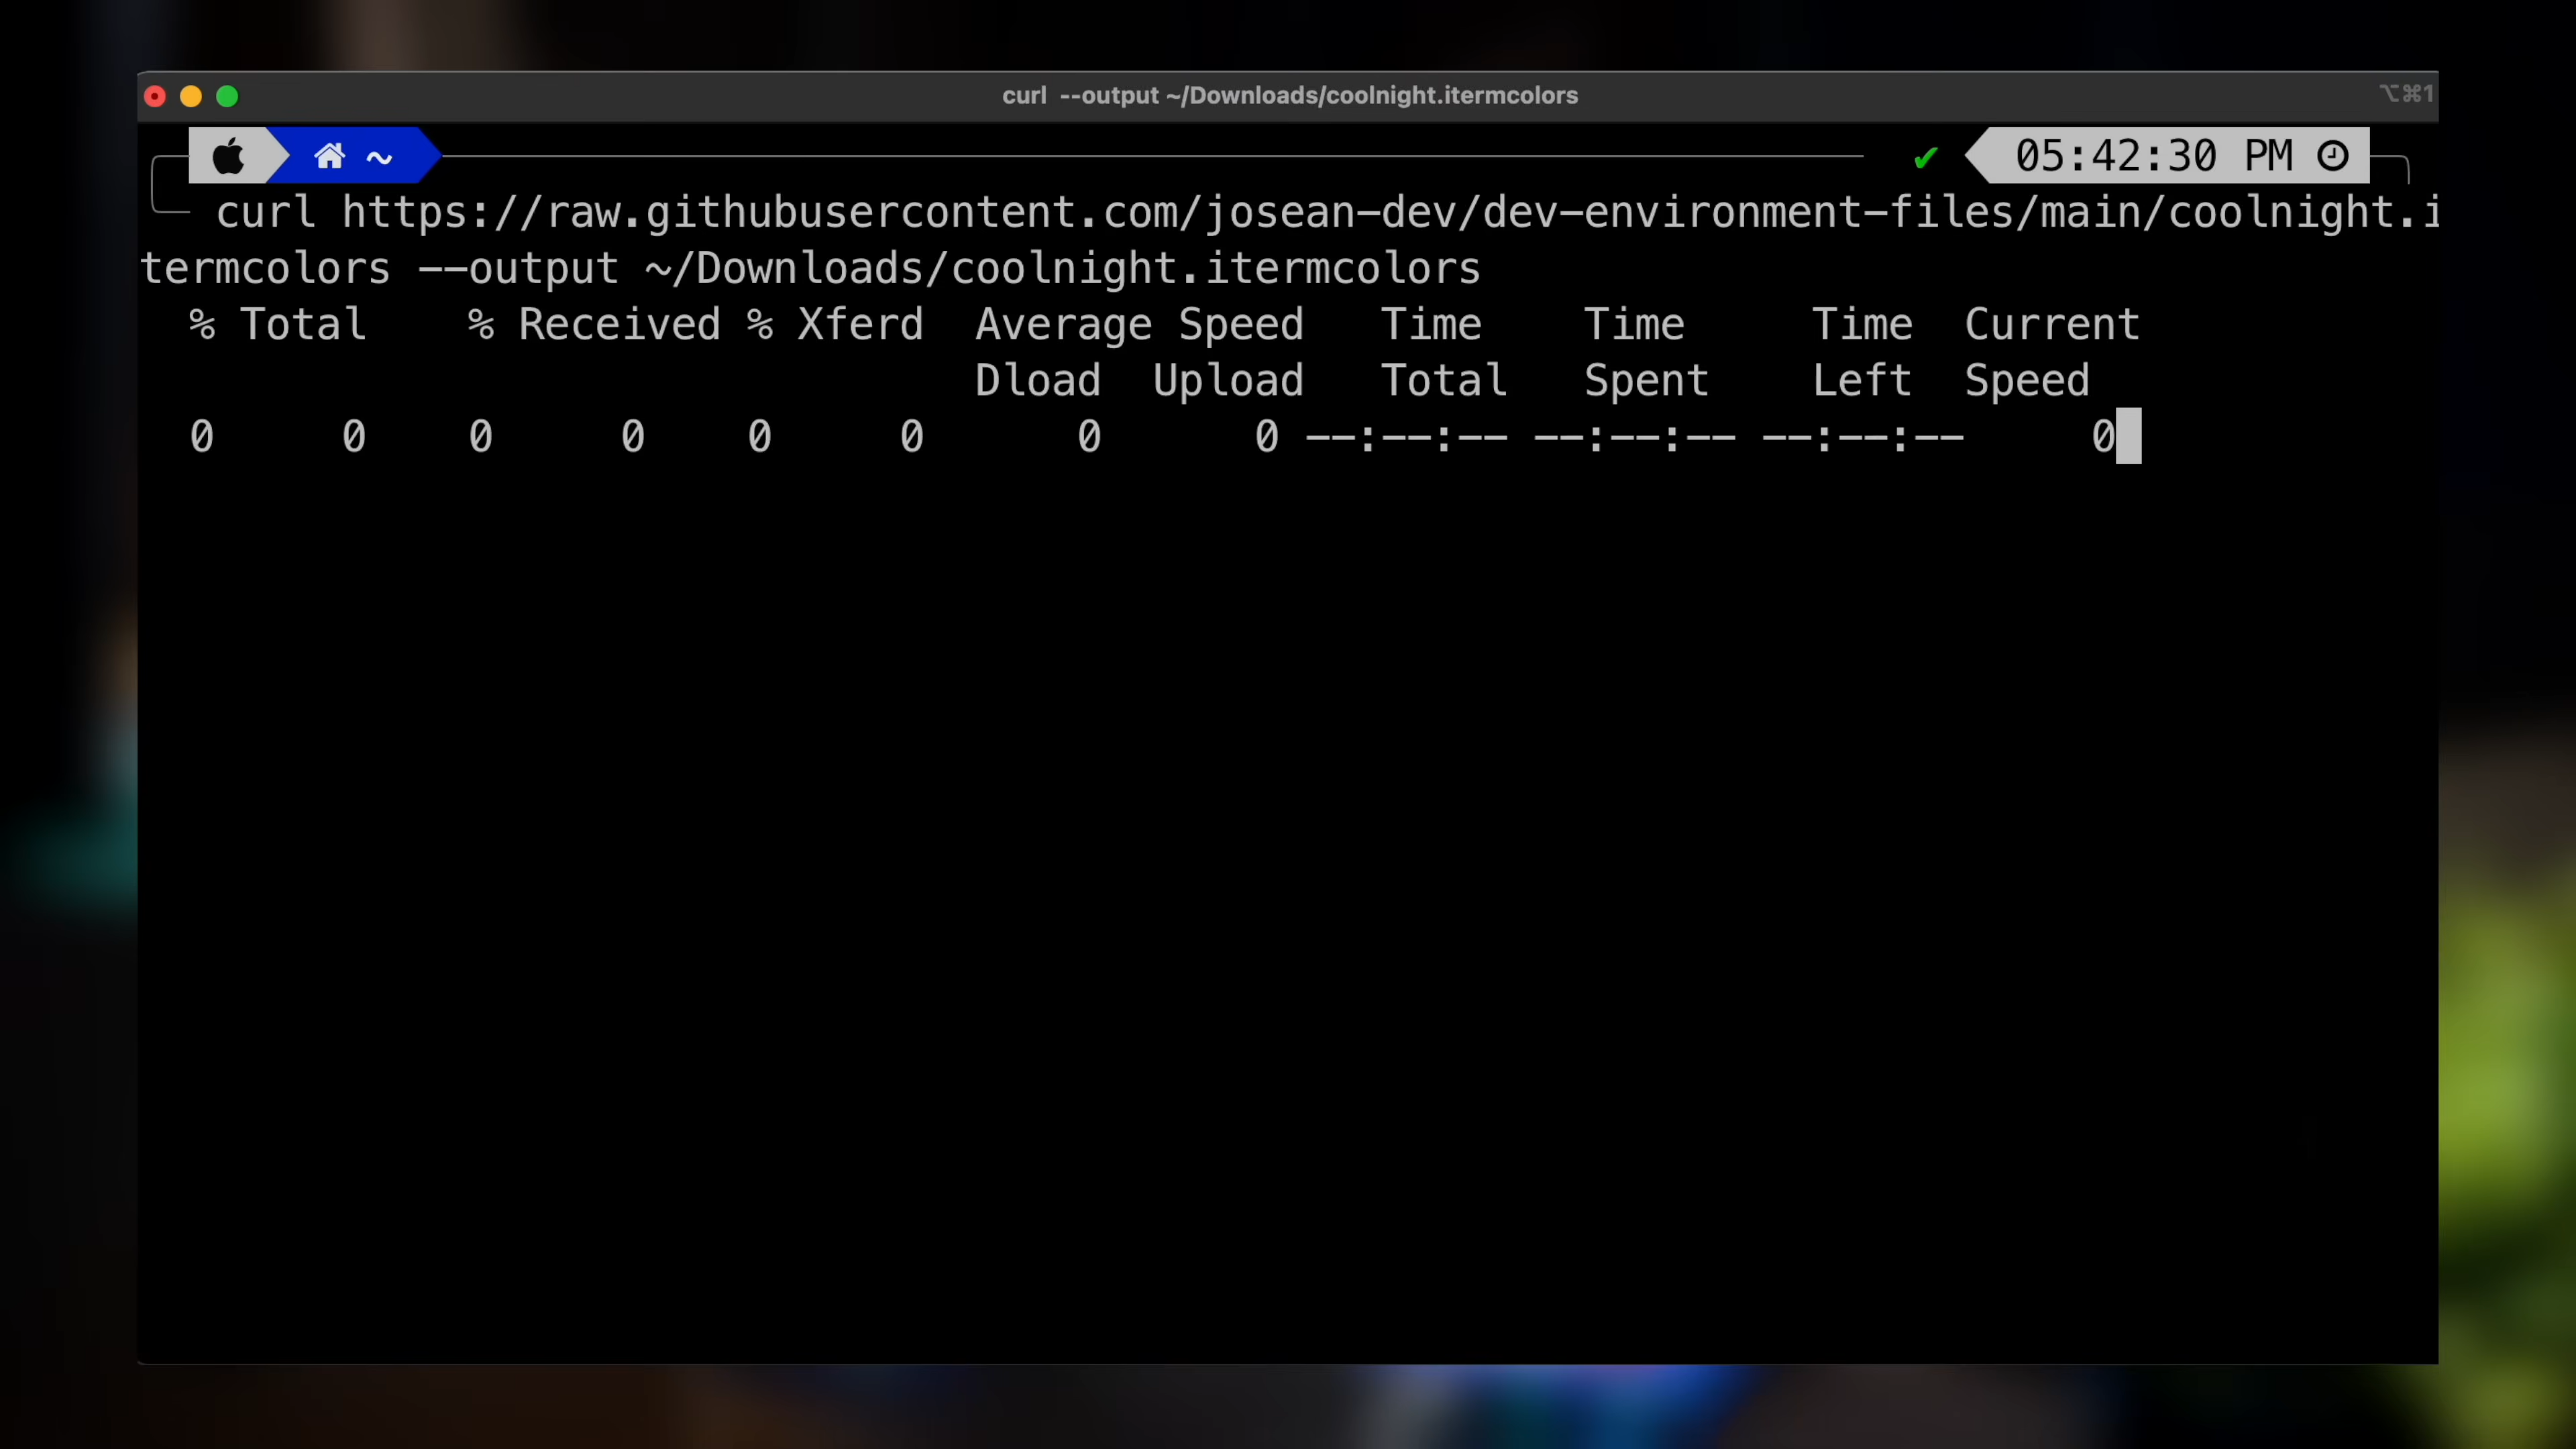 curl --output ~/Downloads/coolnight.itermcolors
⌥⌘1
~ ✔ 05:42:30 PM
curl https://raw.githubusercontent.com/josean-dev/dev-environment-files/main/coolnight.i
termcolors --output ~/Downloads/coolnight.itermcolors
% Total % Received % Xferd Average Speed Time Time Time Current
Dload Upload Total Spent Left Speed
0 0 0 0 0 0 0 0 --:--:-- --:--:-- --:--:-- 0